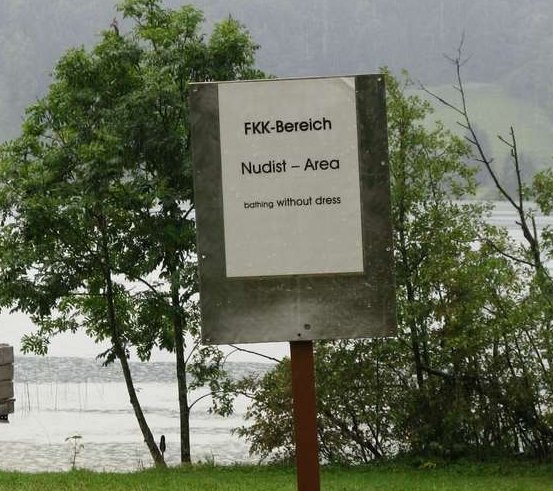 FKK-Bereich
Nudist – Area
bathing without dress